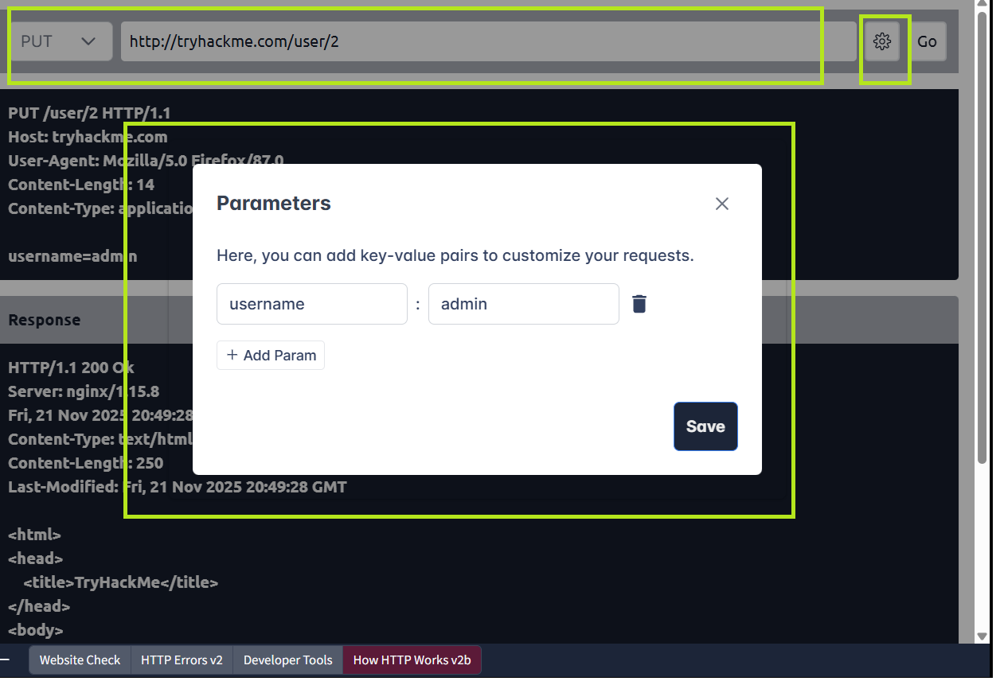 PUT http://tryhackme.com/user/2 Go
PUT /user/2 HTTP/1.1
Host: tryhackme.com
User-Agent: Mozilla/5.0 Firefox/87.0
Content-Length: 14
Content-Type: applicatio
username=admin
Parameters
Here, you can add key-value pairs to customize your requests.
username : admin
+ Add Param
Save
Response
HTTP/1.1 200 Ok
Server: nginx/1.15.8
Fri, 21 Nov 2025 20:49:28
Content-Type: text/html
Content-Length: 250
Last-Modified: Fri, 21 Nov 2025 20:49:28 GMT
<html>
<head>
<title>TryHackMe</title>
</head>
<body>
Website Check HTTP Errors v2 Developer Tools How HTTP Works v2b